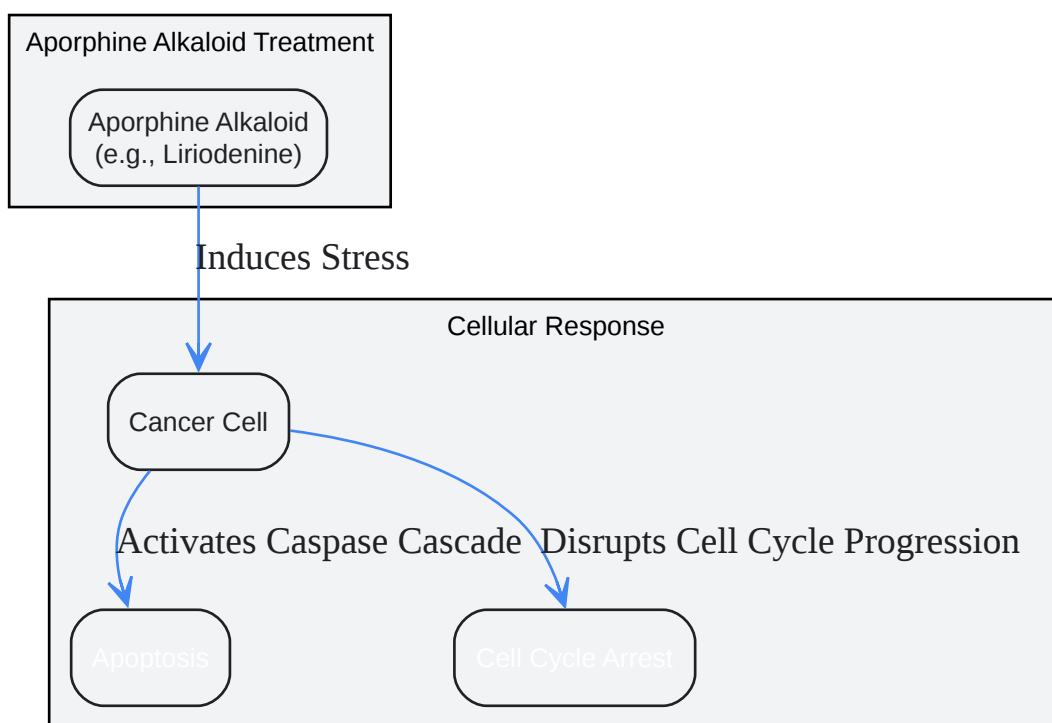 Aporphine Alkaloid Treatment
Aporphine Alkaloid
(e.g., Liriodenine)
Induces Stress
Cellular Response
Cancer Cell
Activates Caspase Cascade
Disrupts Cell Cycle Progression
Apoptosis
Cell Cycle Arrest